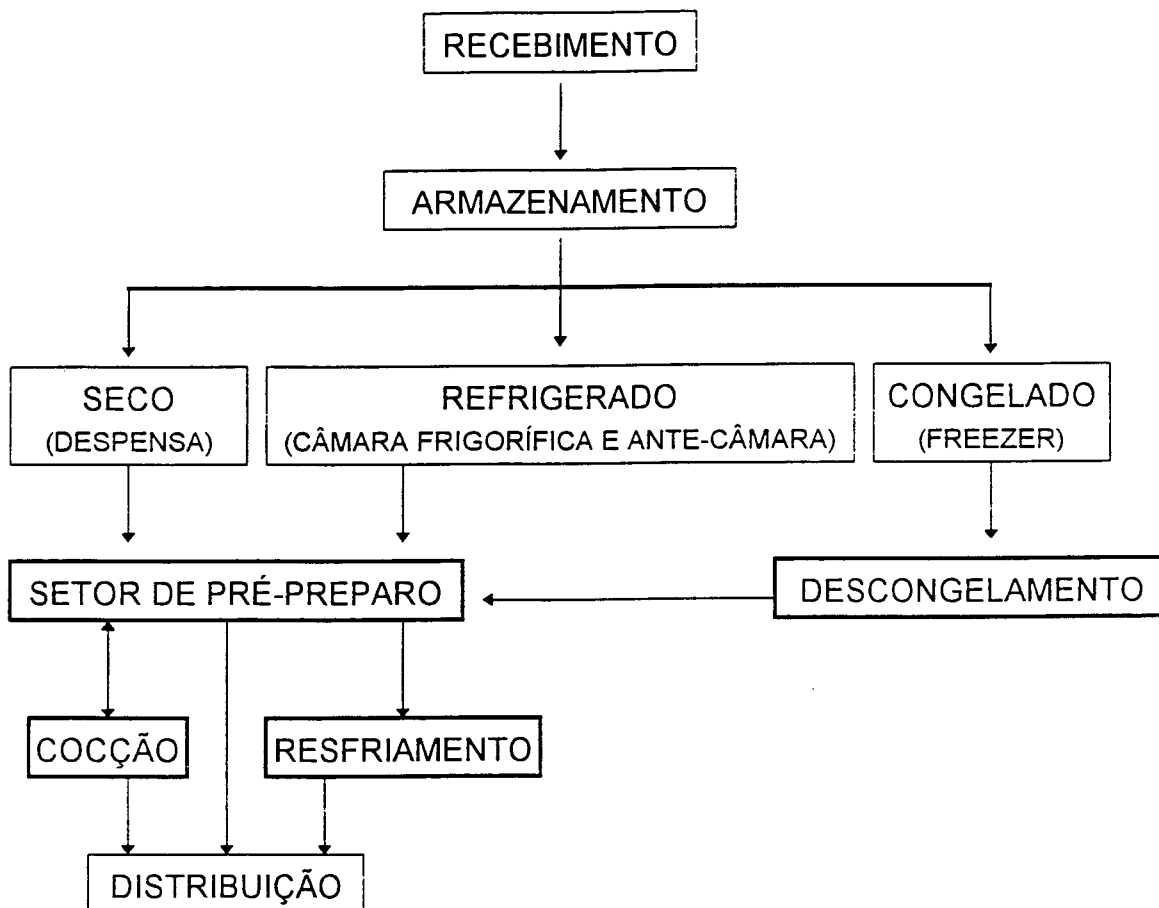 RECEBIMENTO
ARMAZENAMENTO
SECO
(DESPENSA)
REFRIGERADO
(CÂMARA FRIGORÍFICA E ANTE-CÂMARA)
CONGELADO
(FREEZER)
SETOR DE PRÉ-PREPARO
DESCONGELAMENTO
COCÇÃO
RESFRIAMENTO
DISTRIBUIÇÃO